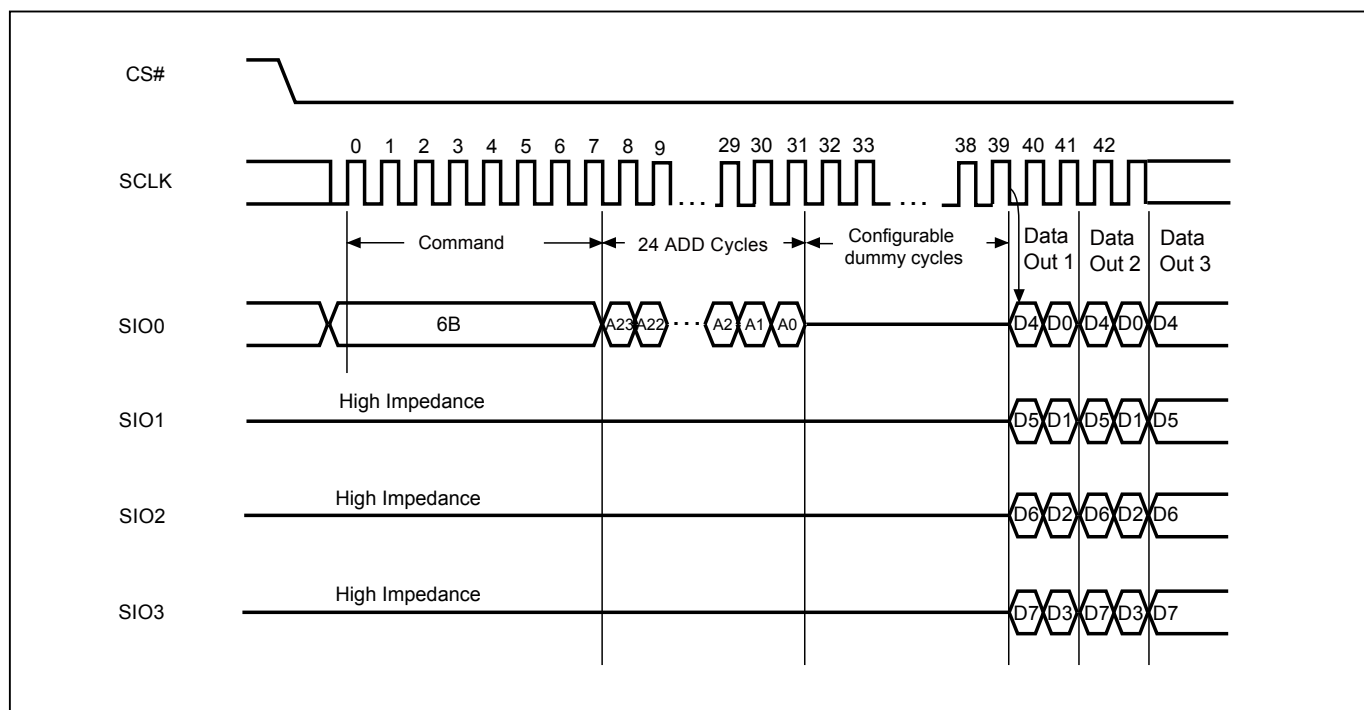 CS#
0 1 2 3 4 5 6 7 8 9 29 30 31 32 33 38 39 40 41 42
SCLK
Command
24 ADD Cycles
Configurable
dummy cycles
Data
Out 1
Data
Out 2
Data
Out 3
SIO0
6B
A23 A22 A2 A1 A0
D4 D0 D4 D0 D4
High Impedance
SIO1
D5 D1 D5 D1 D5
High Impedance
SIO2
D6 D2 D6 D2 D6
High Impedance
SIO3
D7 D3 D7 D3 D7